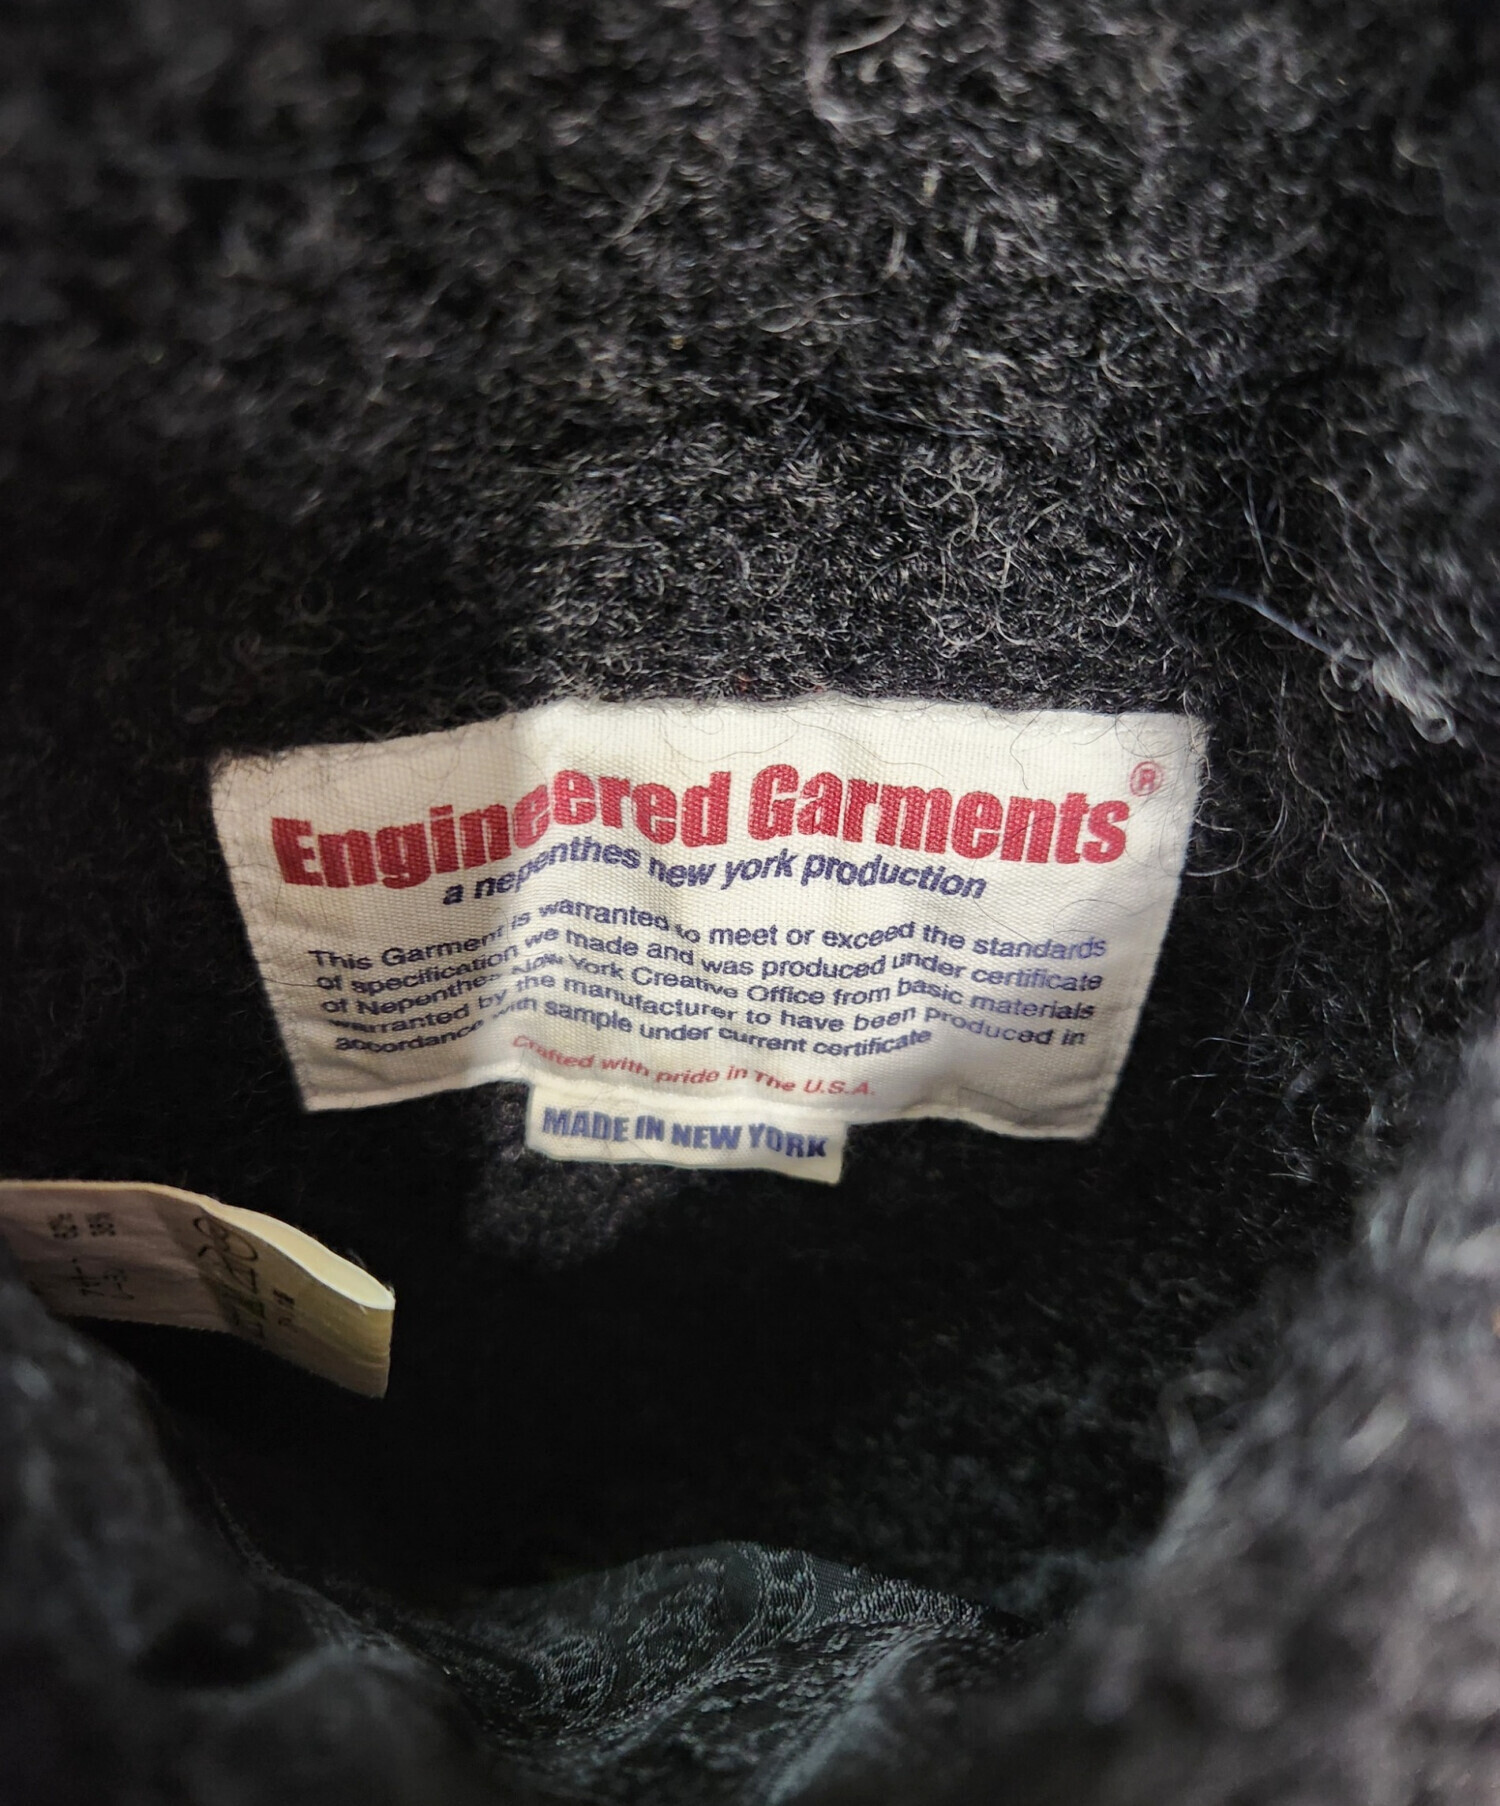 Engineered Garments®
a nepenthes new york production
This Garment is warranted to meet or exceed the standards
of specification we made and was produced under certificate
of Nepenthes New York Creative Office from basic materials
warranted by the manufacturer to have been produced in
accordance with sample under current certificate
Crafted with pride in The U.S.A.
MADE IN NEW YORK